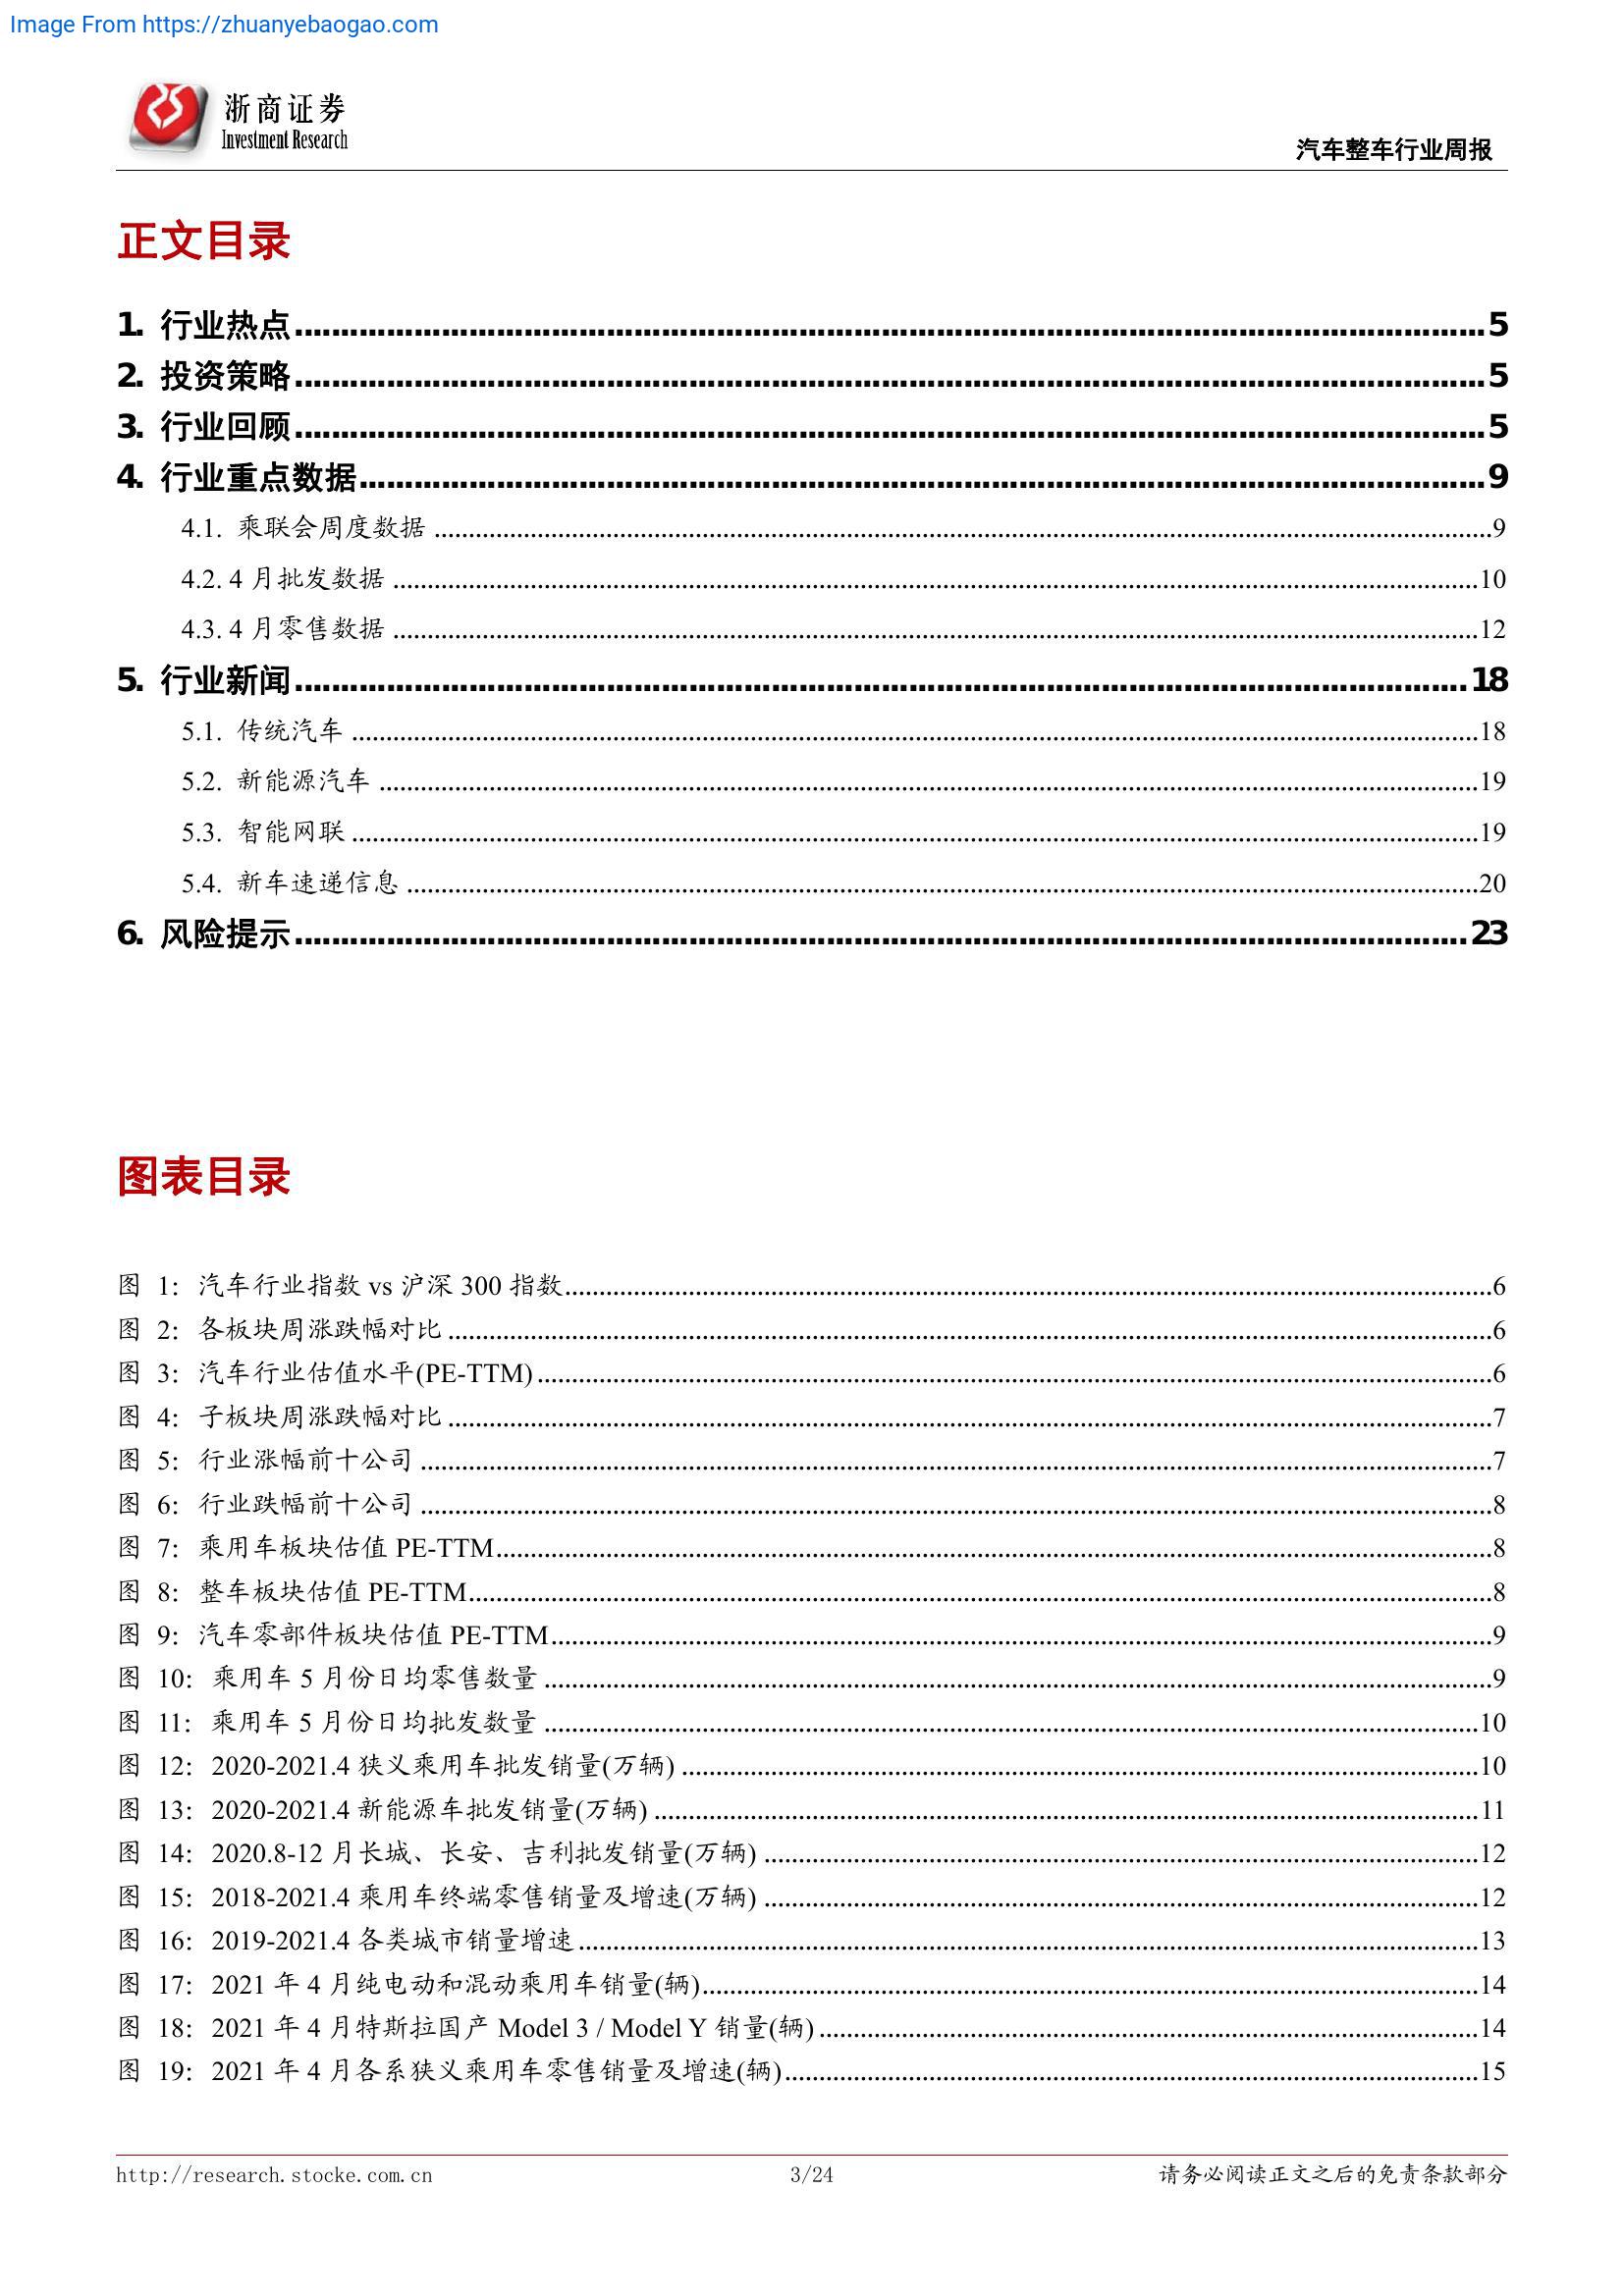 Image From https://zhuanyebaogao.com
浙商证券
Investment Research
汽车整车行业周报
正文目录
1. 行业热点 5
2. 投资策略 5
3. 行业回顾 5
4. 行业重点数据 9
4.1. 乘联会周度数据 9
4.2. 4 月批发数据 10
4.3. 4 月零售数据 12
5. 行业新闻 18
5.1. 传统汽车 18
5.2. 新能源汽车 19
5.3. 智能网联 19
5.4. 新车速递信息 20
6. 风险提示 23
图表目录
图 1: 汽车行业指数 vs 沪深 300 指数 6
图 2: 各板块周涨跌幅对比 6
图 3: 汽车行业估值水平(PE-TTM) 6
图 4: 子板块周涨跌幅对比 7
图 5: 行业涨幅前十公司 7
图 6: 行业跌幅前十公司 8
图 7: 乘用车板块估值 PE-TTM 8
图 8: 整车板块估值 PE-TTM 8
图 9: 汽车零部件板块估值 PE-TTM 9
图 10: 乘用车 5 月份日均零售数量 9
图 11: 乘用车 5 月份日均批发数量 10
图 12: 2020-2021.4 狭义乘用车批发销量(万辆) 10
图 13: 2020-2021.4 新能源车批发销量(万辆) 11
图 14: 2020.8-12 月长城、长安、吉利批发销量(万辆) 12
图 15: 2018-2021.4 乘用车终端零售销量及增速(万辆) 12
图 16: 2019-2021.4 各类城市销量增速 13
图 17: 2021 年 4 月纯电动和混动乘用车销量(辆) 14
图 18: 2021 年 4 月特斯拉国产 Model 3 / Model Y 销量(辆) 14
图 19: 2021 年 4 月各系狭义乘用车零售销量及增速(辆) 15
http://research.stocke.com.cn 3/24 请务必阅读正文之后的免责条款部分